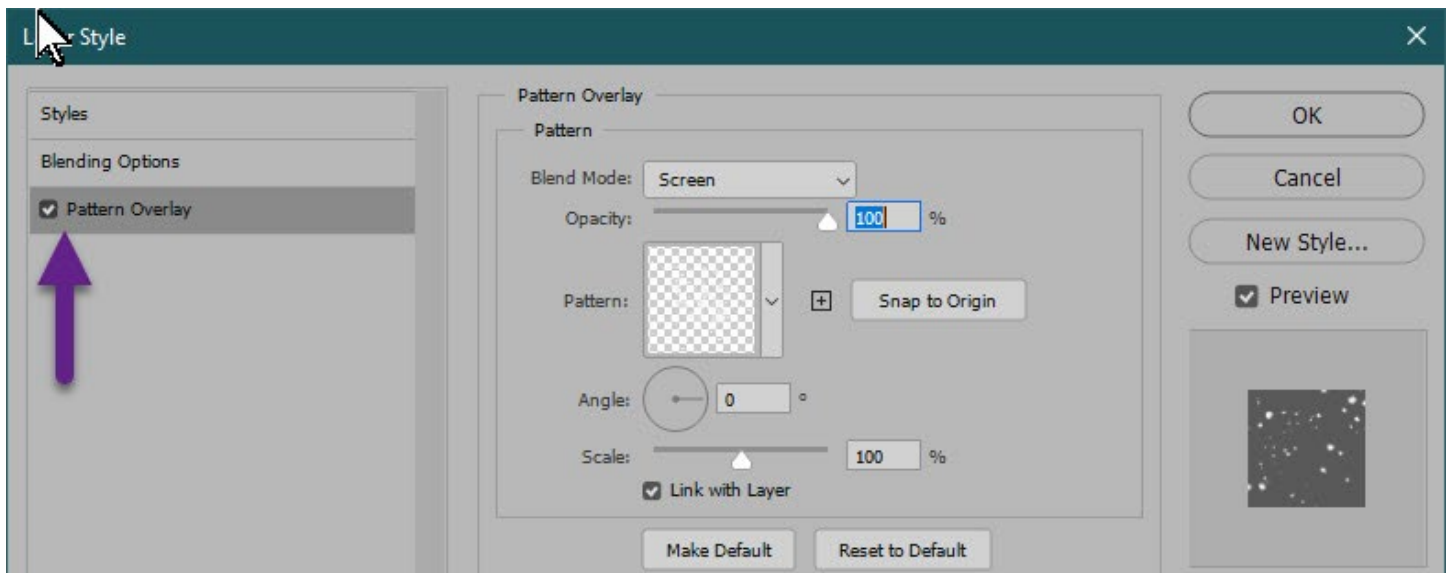 Layer Style
Styles
Blending Options
Pattern Overlay
Pattern Overlay
Pattern
Blend Mode: Screen
Opacity: 100 %
Pattern: Snap to Origin
Angle: 0 °
Scale: 100 %
Link with Layer
Make Default Reset to Default
OK
Cancel
New Style...
Preview